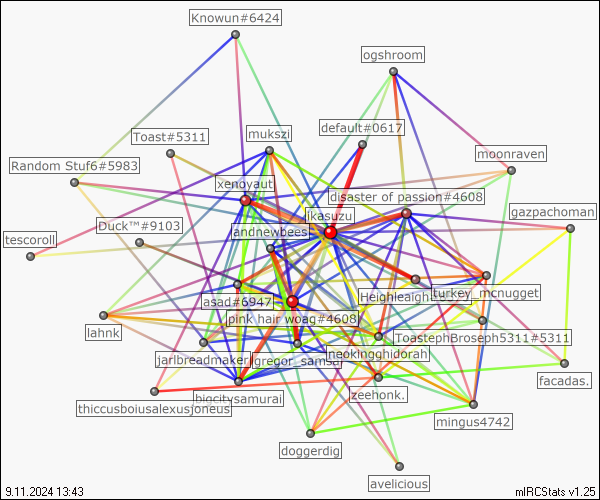 Knowun#6424
ogshroom
default#0617
Toast#5311
mukszi
moonraven
Random Stuf6#5983
xenoyaut
disaster of passion#4608
jkasuzu
gazpachoman
Duck™#9103
andnewbees
tescoroll
asad#6947
Heighleaigh
turkey_mcnugget
pink hair woag#4608
lahnk
ToastephBroseph5311#5311
jarlbreadmaker
gregor_samsa
neokingghidorah
facadas.
bigcitysamurai
zeehonk.
thiccusboiusalexusjoneus
mingus4742
doggerdig
avelicious
9.11.2024 13:43
mIRCStats v1.25